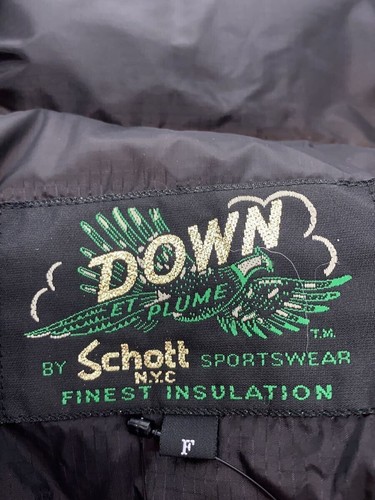 DOWN
ET PLUME
T.M.
BY Schott SPORTSWEAR
N.Y.C
FINEST INSULATION
F